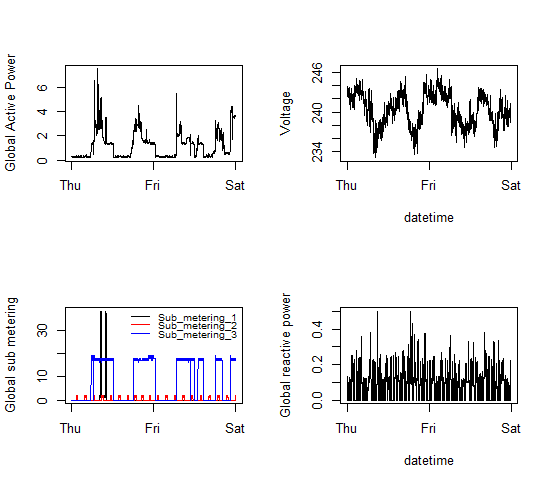 Global Active Power
0 2 4 6
Thu Fri Sat
Voltage
234 240 246
Thu Fri Sat
datetime
Global sub metering
0 10 30
Sub_metering_1
Sub_metering_2
Sub_metering_3
Thu Fri Sat
Global reactive power
0.0 0.2 0.4
Thu Fri Sat
datetime